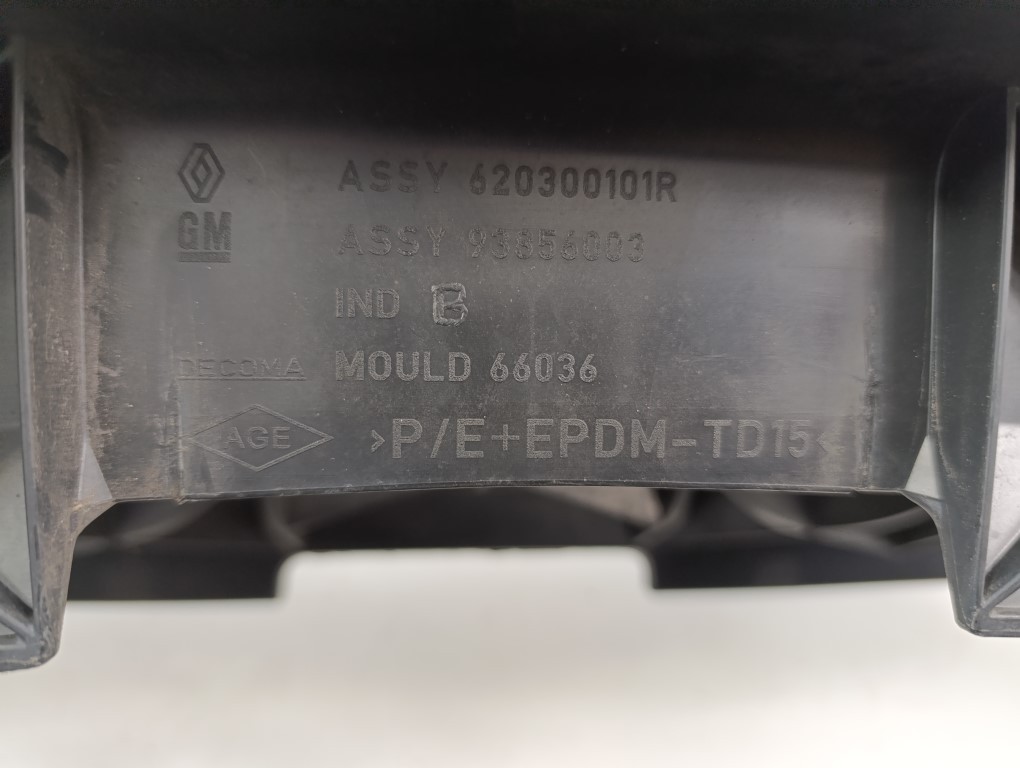 ASSY 620300101R
GM
ASSY 93856003
IND B
DECOMA MOULD 66036
AGE >P/E+EPDM-TD15<